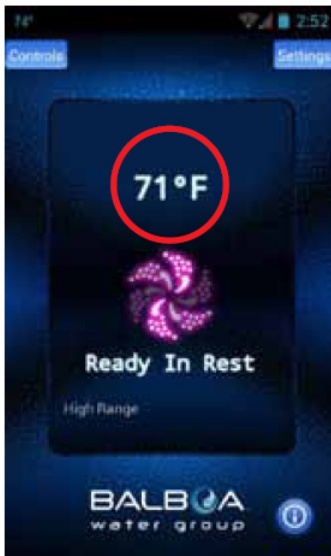 74° 2:52
Controls Settings
71°F
Ready In Rest
High Range
BALBOA
water group
i